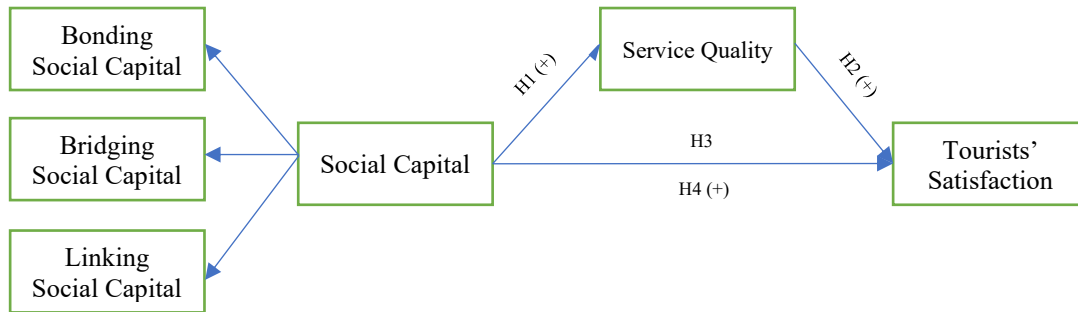 Bonding
Social Capital
Bridging
Social Capital
Linking
Social Capital
Social Capital
H1 (+)
Service Quality
H2 (+)
H3
H4 (+)
Tourists’
Satisfaction